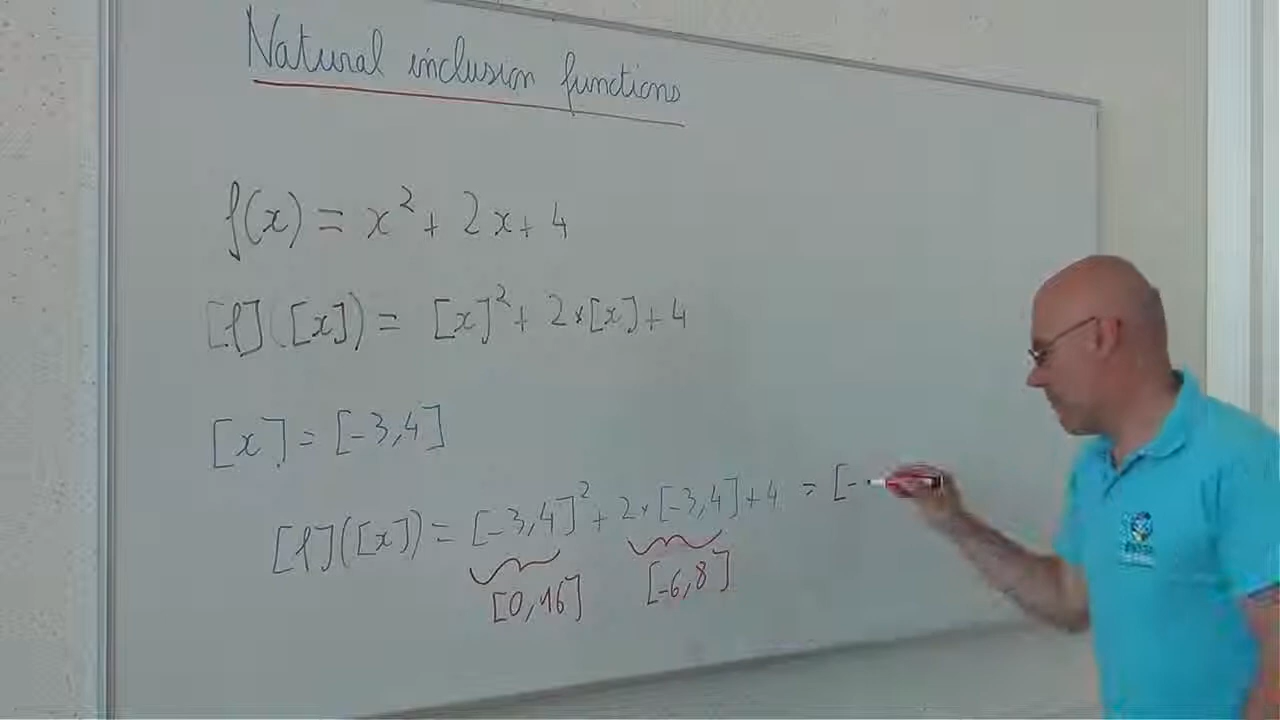 Natural inclusion functions
f(x) = x² + 2x + 4
[f]([x]) = [x]² + 2*[x] + 4
[x] = [-3,4]
[f]([x]) = [-3,4]² + 2*[-3,4] + 4 = [-
[0,16] [-6,8]